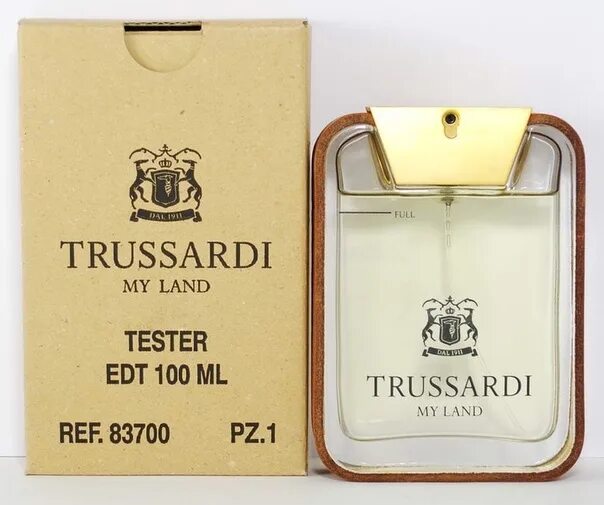 DAL 1911
TRUSSARDI
MY LAND
TESTER
EDT 100 ML
REF. 83700 PZ.1
FULL
DAL 1911
TRUSSARDI
MY LAND